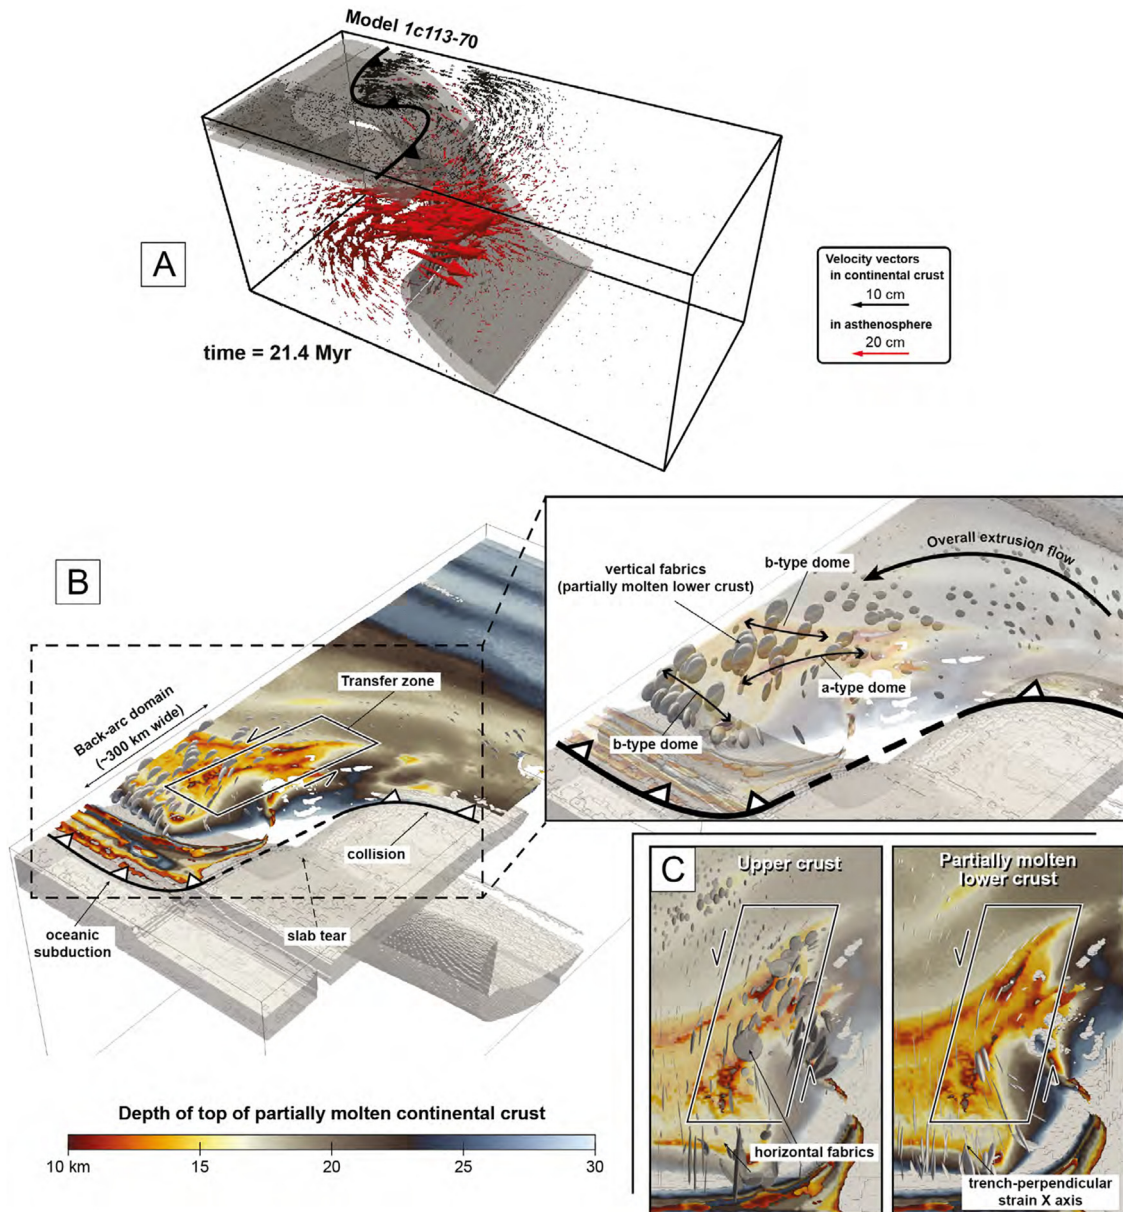 Model 1c113-70
A
time = 21.4 Myr
Velocity vectors
in continental crust
10 cm
in asthenosphere
20 cm
B
Back-arc domain
(~300 km wide)
Transfer zone
collision
oceanic
subduction
slab tear
Overall extrusion flow
b-type dome
vertical fabrics
(partially molten lower crust)
a-type dome
b-type dome
Depth of top of partially molten continental crust
10 km
15
20
25
30
C
Upper crust
horizontal fabrics
Partially molten
lower crust
trench-perpendicular
strain X axis